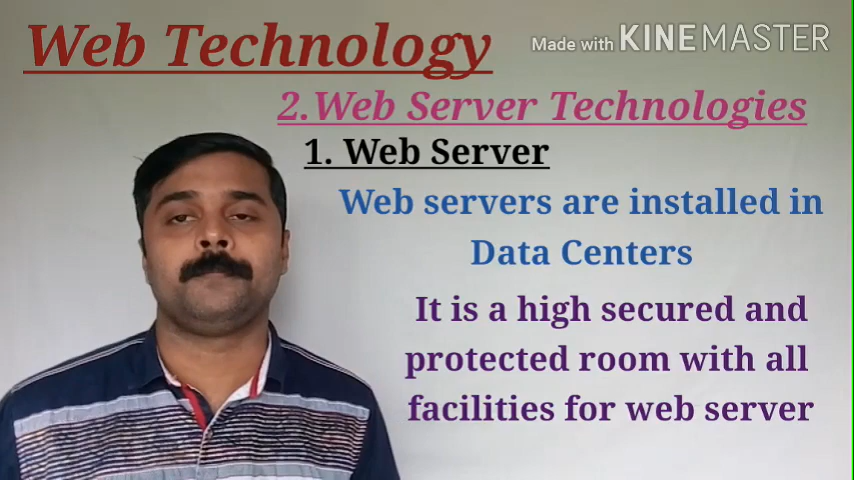 Web Technology
Made with KINEMASTER
2.Web Server Technologies
1. Web Server
Web servers are installed in
Data Centers
It is a high secured and
protected room with all
facilities for web server